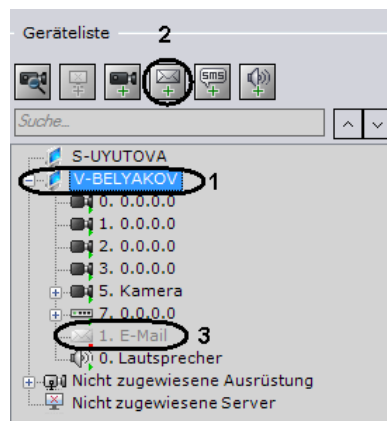 Geräteliste 2
SMS
Suche...
S-UYUTOVA
V-BELYAKOV 1
0. 0.0.0.0
1. 0.0.0.0
2. 0.0.0.0
3. 0.0.0.0
5. Kamera
7. 0.0.0.0
1. E-Mail 3
0. Lautsprecher
Nicht zugewiesene Ausrüstung
Nicht zugewiesene Server